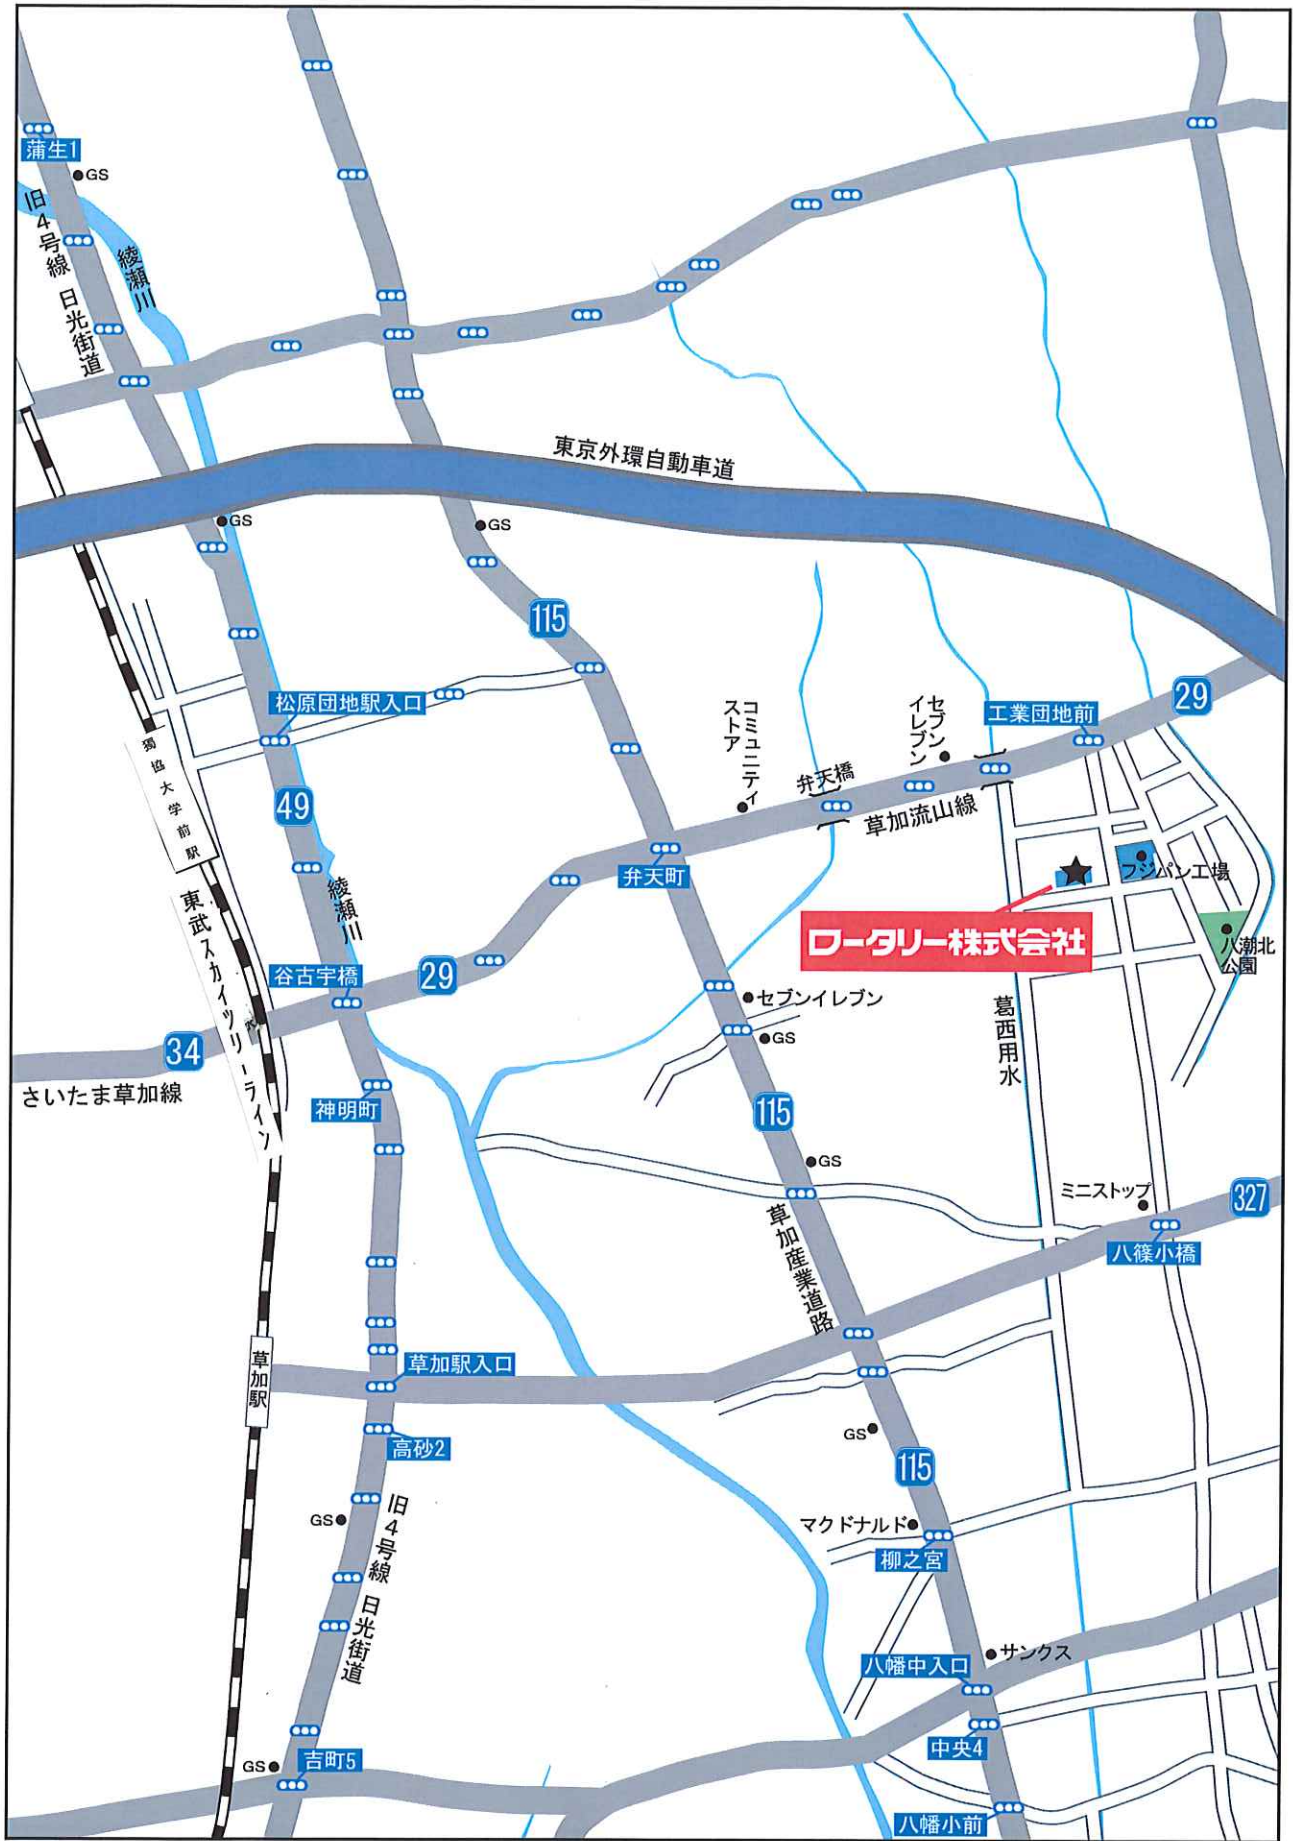 蒲生1
GS
旧4号線 日光街道
綾瀬川
東京外環自動車道
GS
GS
115
松原団地駅入口
コミュニティ
ストア
セブン
イレブン
工業団地前
29
獨協大学前駅
49
弁天橋
草加流山線
弁天町
フジパン工場
綾瀬川
ロータリー株式会社
八潮北
公園
東武スカイツリーライン
谷古宇橋
29
セブンイレブン
GS
葛西用水
34
さいたま草加線
神明町
115
GS
ミニストップ
327
草加産業道路
八篠小橋
草加駅
草加駅入口
高砂2
GS
115
GS
旧4号線 日光街道
マクドナルド
柳之宮
サンクス
八幡中入口
中央4
GS
吉町5
八幡小前